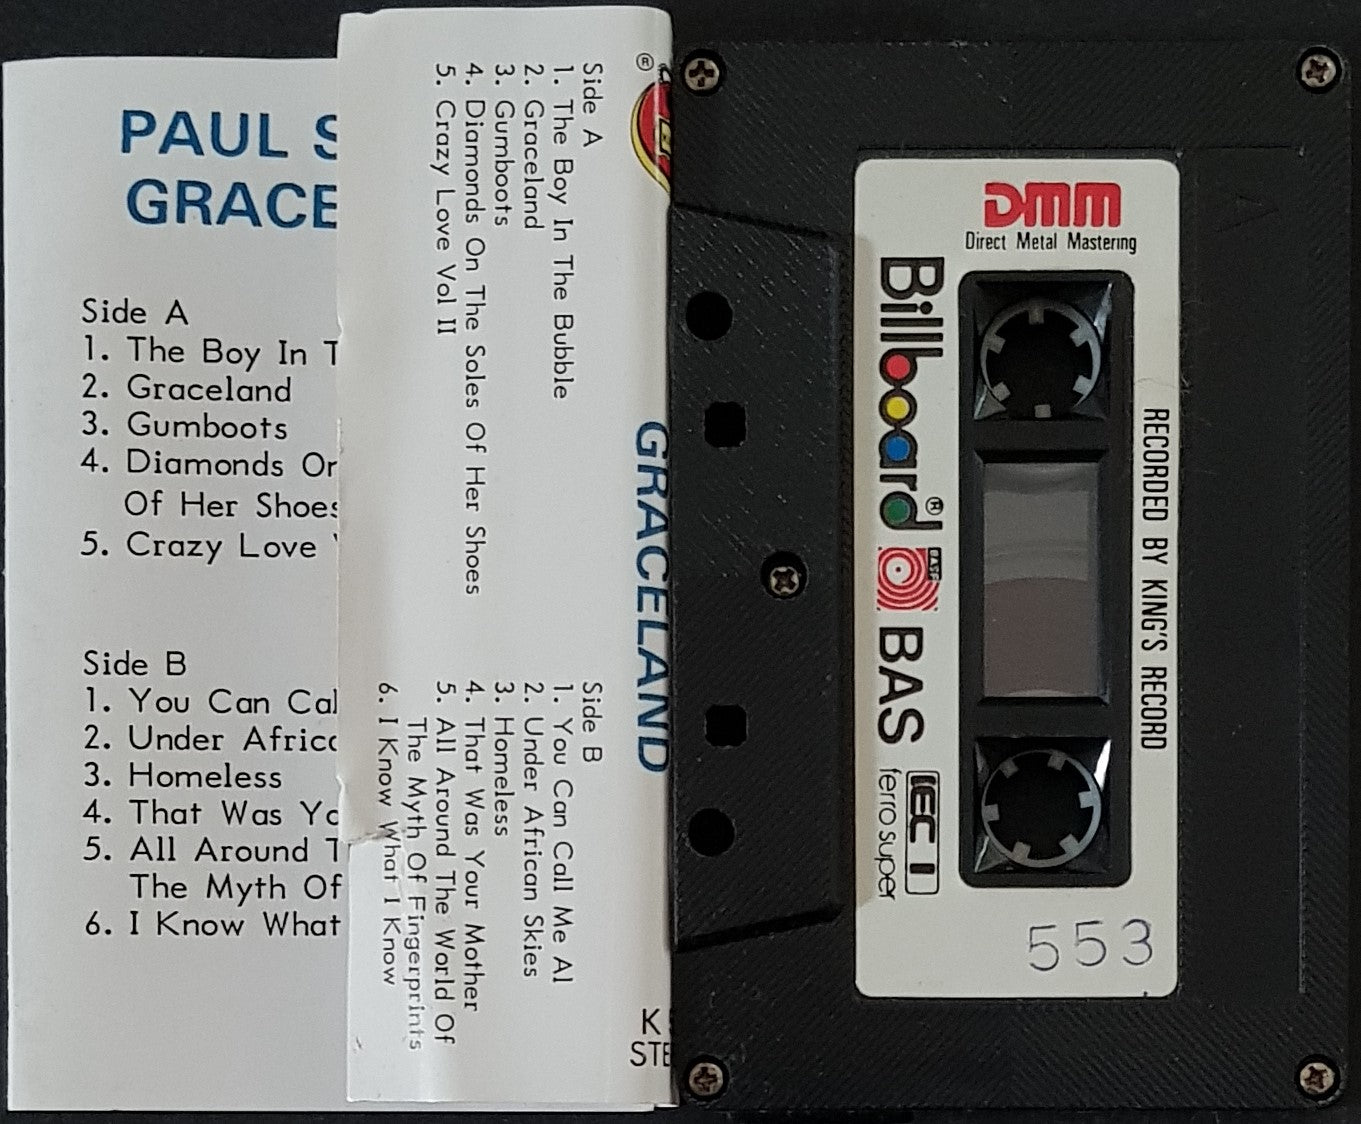 PAUL S
GRACE
Side A
1. The Boy In T
2. Graceland
3. Gumboots
4. Diamonds On
Of Her Shoes
5. Crazy Love
Side B
1. You Can Cal
2. Under Africa
3. Homeless
4. That Was Yo
5. All Around T
The Myth Of
6. I Know What
Side A
1. The Boy In The Bubble
2. Graceland
3. Gumboots
4. Diamonds On The Soles Of Her Shoes
5. Crazy Love Vol II
Side B
1. You Can Call Me Al
2. Under African Skies
3. Homeless
4. That Was Your Mother
5. All Around The World Of
The Myth Of Fingerprints
6. I Know What I Know
®
GRACELAND
K
STE
DMM
Direct Metal Mastering
Billboard®
BASF
BAS
IEC I
ferro super
RECORDED BY KING'S RECORD
553
A